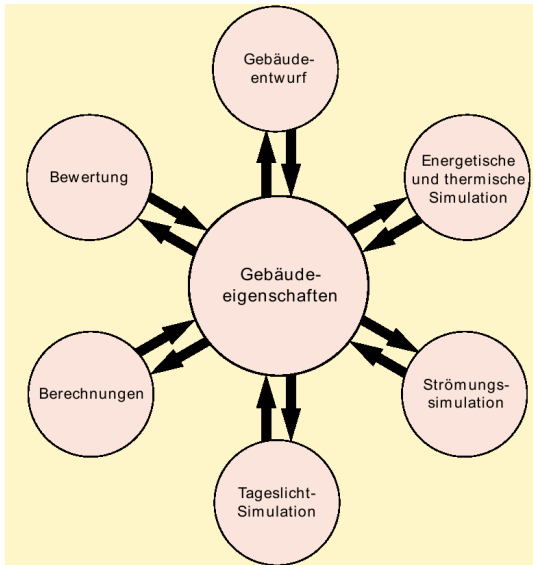 Gebäude-
entwurf
Energetische
und thermische
Simulation
Bewertung
Gebäude-
eigenschaften
Berechnungen
Strömungs-
simulation
Tageslicht-
Simulation